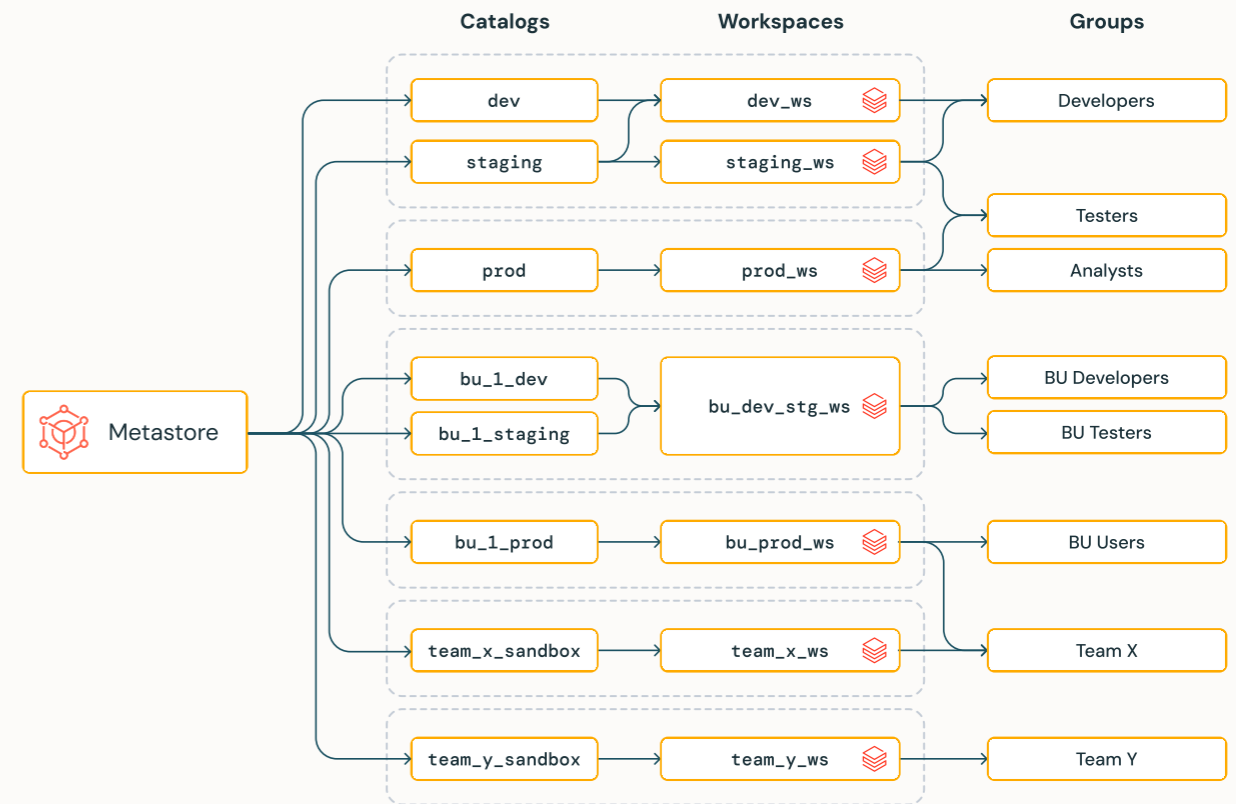 Catalogs
Workspaces
Groups
dev
dev_ws
Developers
staging
staging_ws
Testers
prod
prod_ws
Analysts
Metastore
bu_1_dev
bu_1_staging
bu_dev_stg_ws
BU Developers
BU Testers
bu_1_prod
bu_prod_ws
BU Users
team_x_sandbox
team_x_ws
Team X
team_y_sandbox
team_y_ws
Team Y